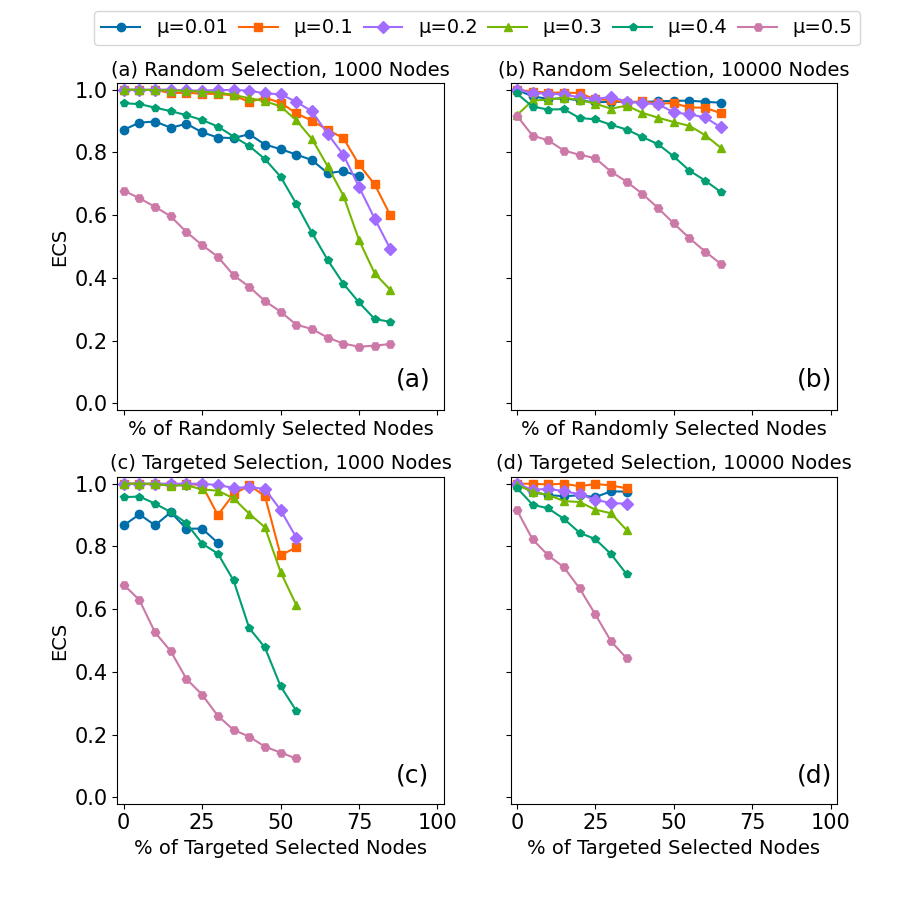 μ=0.01 μ=0.1 μ=0.2 μ=0.3 μ=0.4 μ=0.5
(a) Random Selection, 1000 Nodes
1.0
0.8
0.6
0.4
0.2
0.0
ECS
(a)
% of Randomly Selected Nodes
(b) Random Selection, 10000 Nodes
(b)
% of Randomly Selected Nodes
(c) Targeted Selection, 1000 Nodes
1.0
0.8
0.6
0.4
0.2
0.0
ECS
(c)
0 25 50 75 100
% of Targeted Selected Nodes
(d) Targeted Selection, 10000 Nodes
(d)
0 25 50 75 100
% of Targeted Selected Nodes